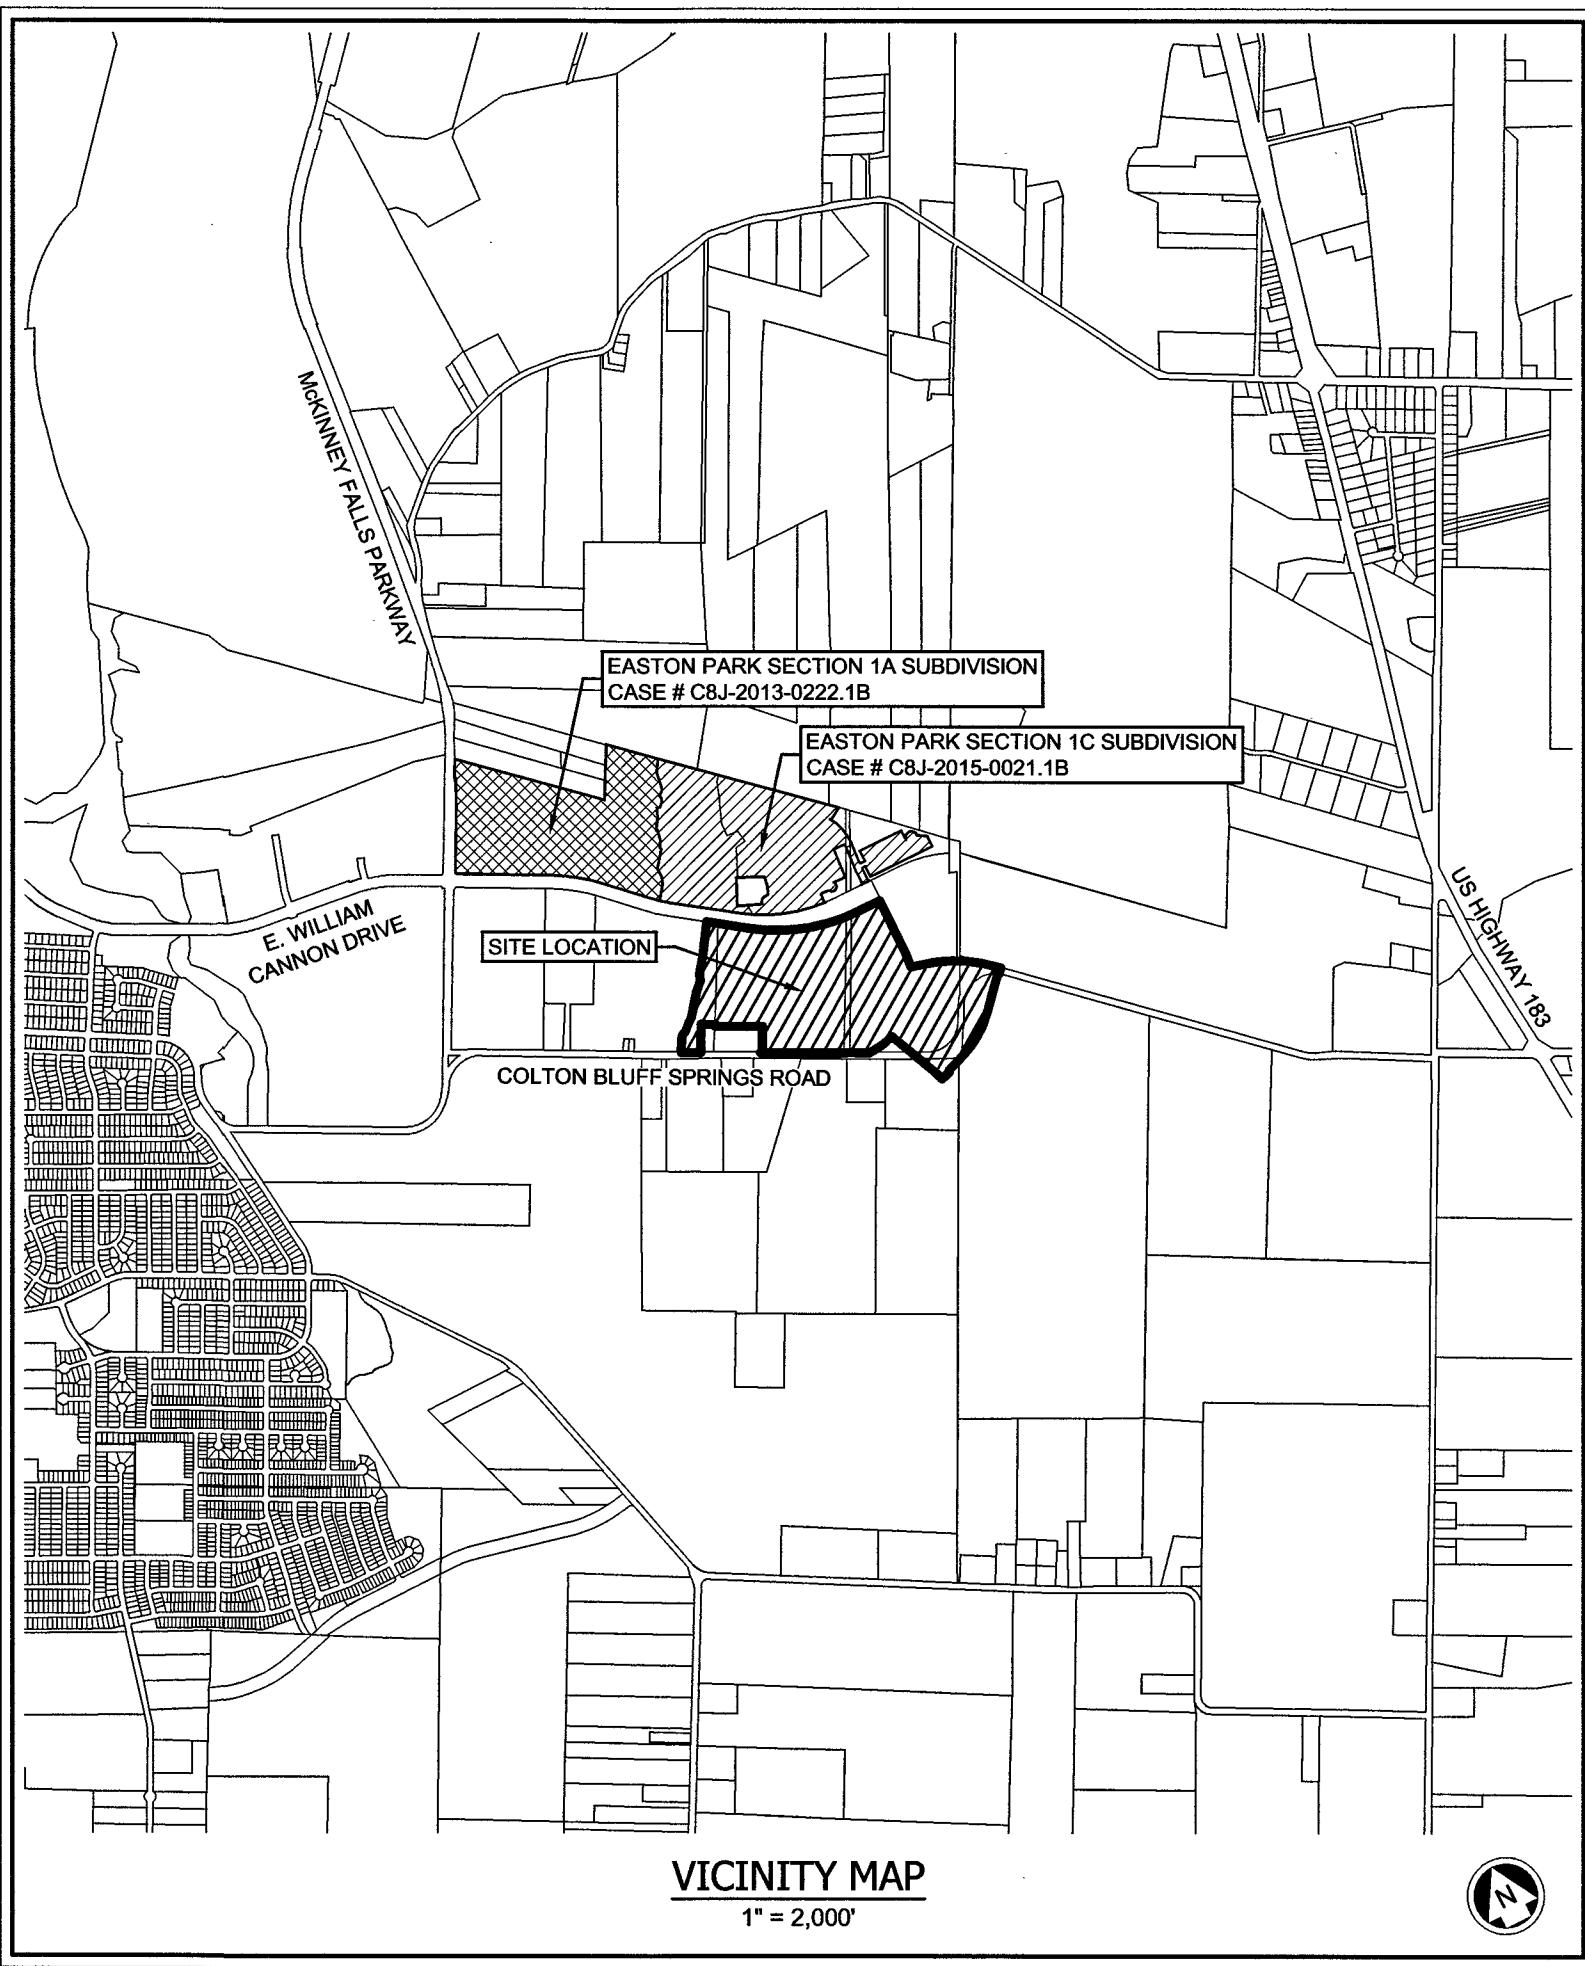 McKINNEY FALLS PARKWAY
EASTON PARK SECTION 1A SUBDIVISION
CASE # C8J-2013-0222.1B
EASTON PARK SECTION 1C SUBDIVISION
CASE # C8J-2015-0021.1B
E. WILLIAM
CANNON DRIVE
SITE LOCATION
US HIGHWAY 183
COLTON BLUFF SPRINGS ROAD
VICINITY MAP
1" = 2,000'
N